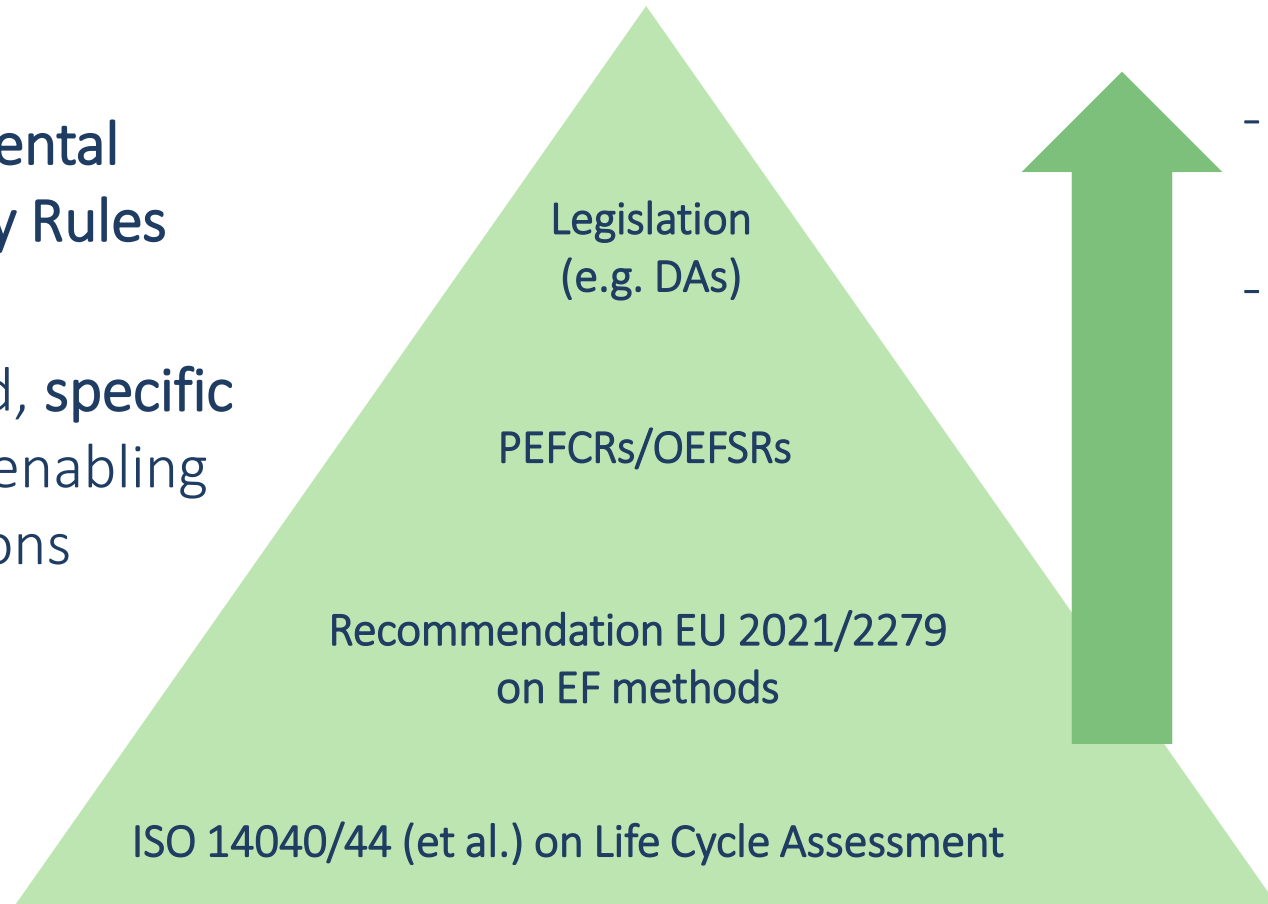 ental
y Rules
d, specific
enabling
ons
Legislation
(e.g. DAs)
PEFCRs/OEFSRs
Recommendation EU 2021/2279
on EF methods
ISO 14040/44 (et al.) on Life Cycle Assessment
-
-